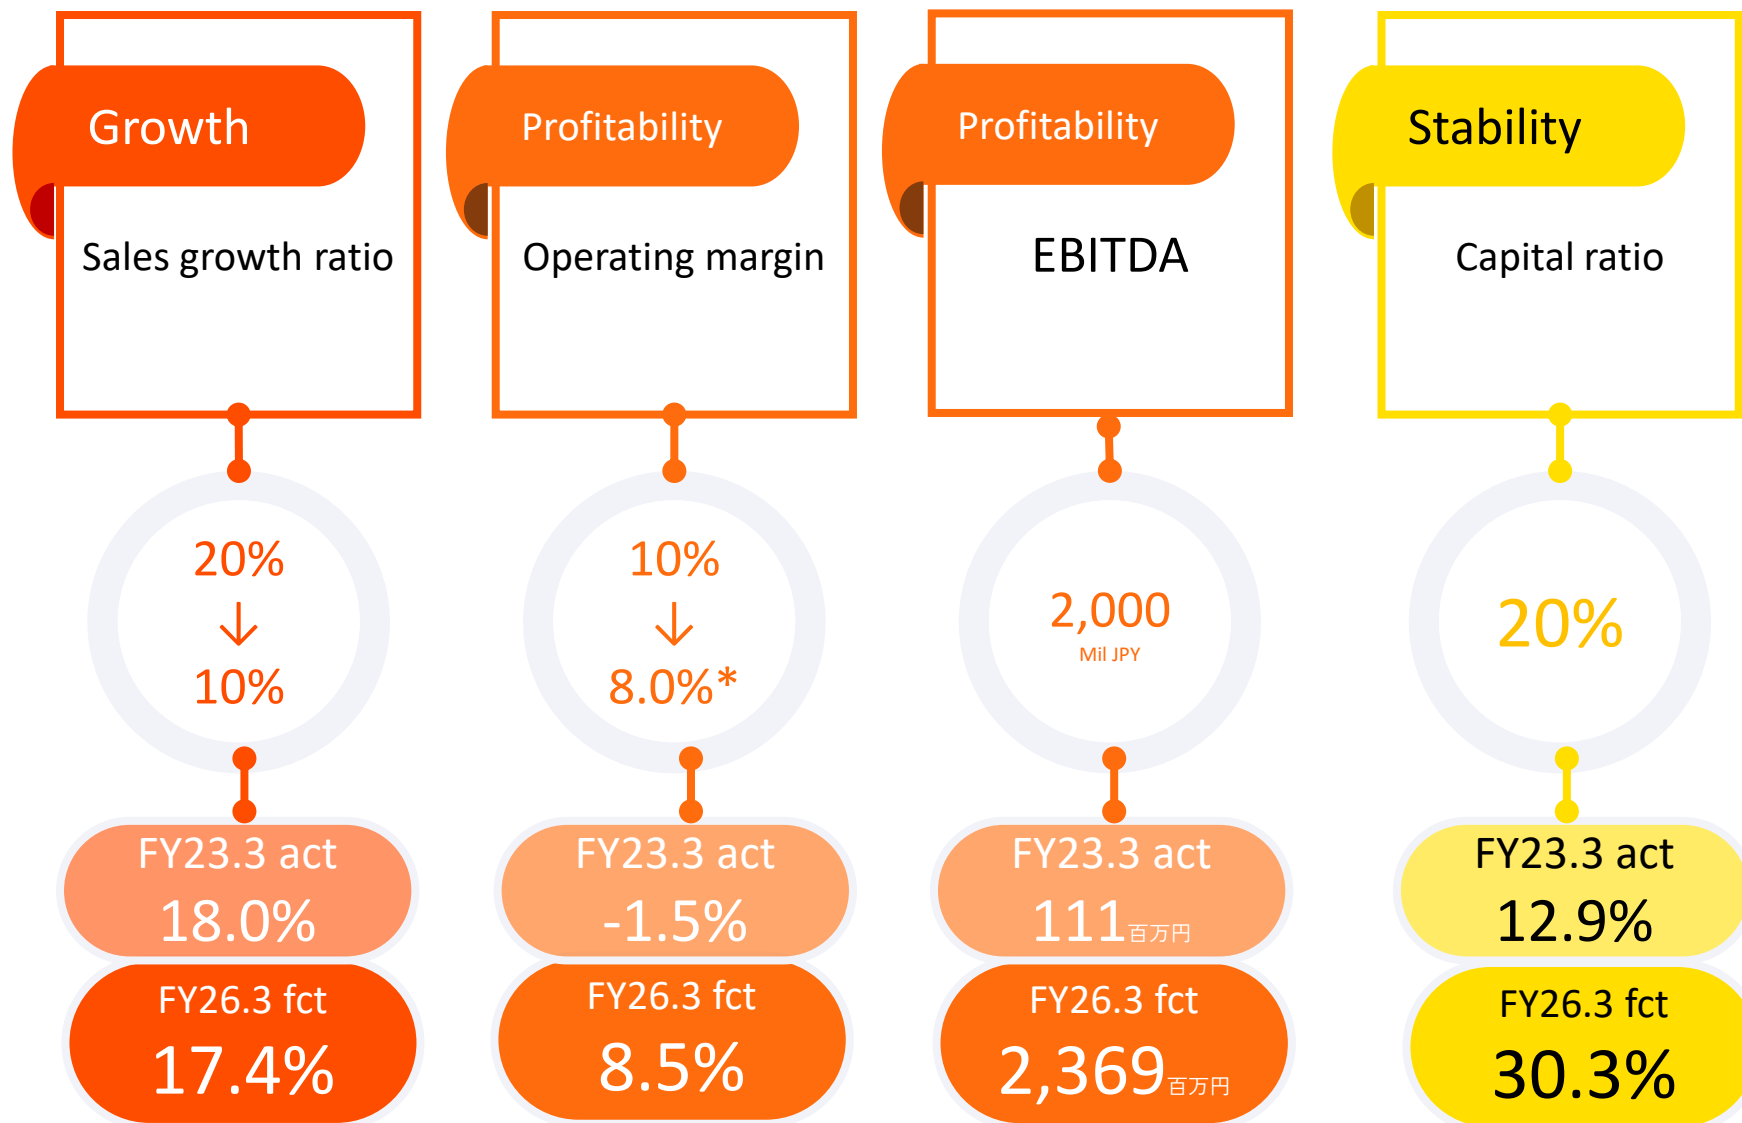 Growth
Sales growth ratio
20%
↓
10%
FY23.3 act
18.0%
FY26.3 fct
17.4%
Profitability
Operating margin
10%
↓
8.0%*
FY23.3 act
-1.5%
FY26.3 fct
8.5%
Profitability
EBITDA
2,000
Mil JPY
FY23.3 act
111百万円
FY26.3 fct
2,369百万円
Stability
Capital ratio
20%
FY23.3 act
12.9%
FY26.3 fct
30.3%